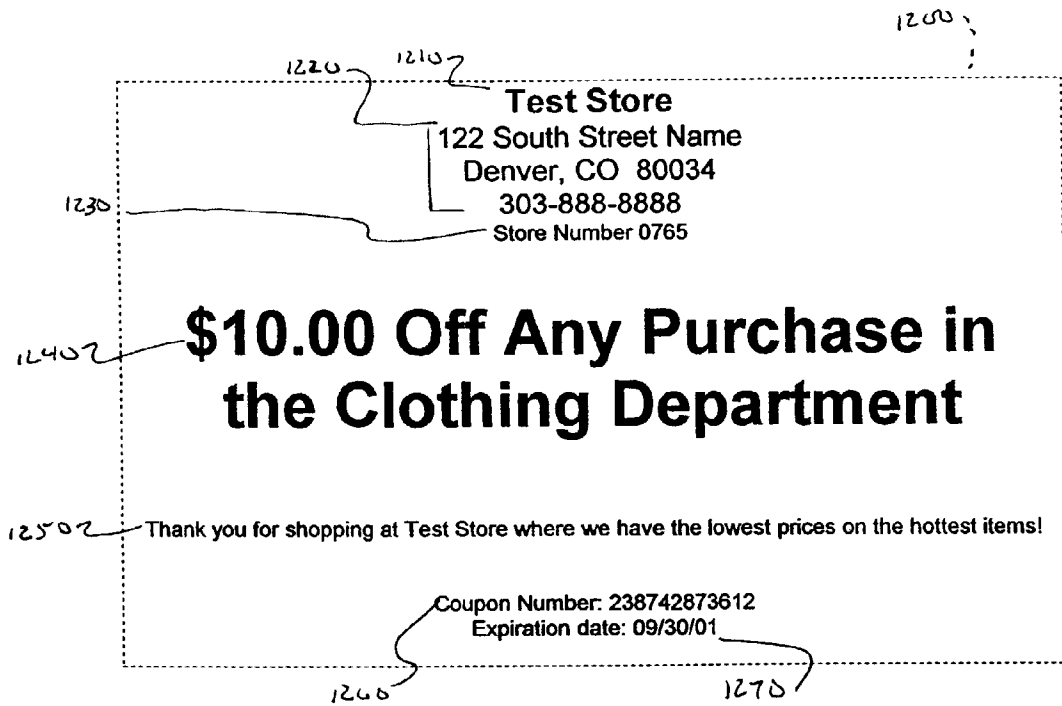 1200
1220 1210
Test Store
122 South Street Name
Denver, CO 80034
303-888-8888
1230
Store Number 0765
$10.00 Off Any Purchase in
1240
the Clothing Department
1250 Thank you for shopping at Test Store where we have the lowest prices on the hottest items!
Coupon Number: 238742873612
Expiration date: 09/30/01
1260 1270